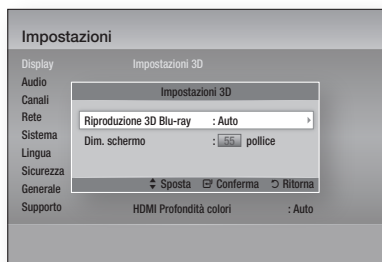 Impostazioni
Display
Impostazioni 3D
Audio
Canali
Rete
Sistema
Lingua
Sicurezza
Generale
Supporto
Impostazioni 3D
Riproduzione 3D Blu-ray : Auto
Dim. schermo : 55 pollice
Sposta Conferma Ritorna
HDMI Profondità colori : Auto